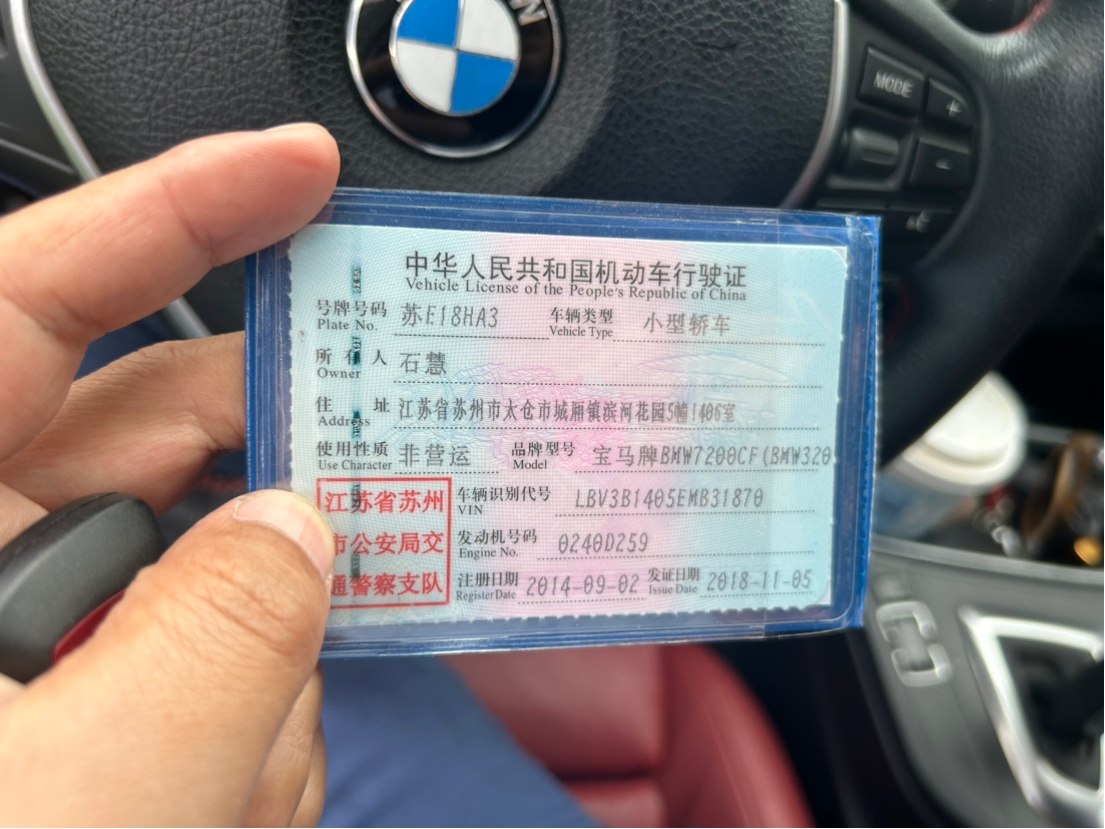 MODE
+
-
中华人民共和国机动车行驶证
Vehicle License of the People's Republic of China
号牌号码 苏E18HA3 车辆类型 小型轿车
Plate No. Vehicle Type
所有人 石慧
Owner
住址 江苏省苏州市太仓市城厢镇滨河花园5幢1406室
Address
使用性质 非营运 品牌型号 宝马牌BMW7200CF(BMW320
Use Character Model
江苏省苏州 车辆识别代号 LBV3B1405EMB31870
VIN
市公安局交 发动机号码 0240D259
Engine No.
通警察支队 注册日期 2014-09-02 发证日期 2018-11-05
Register Date Issue Date